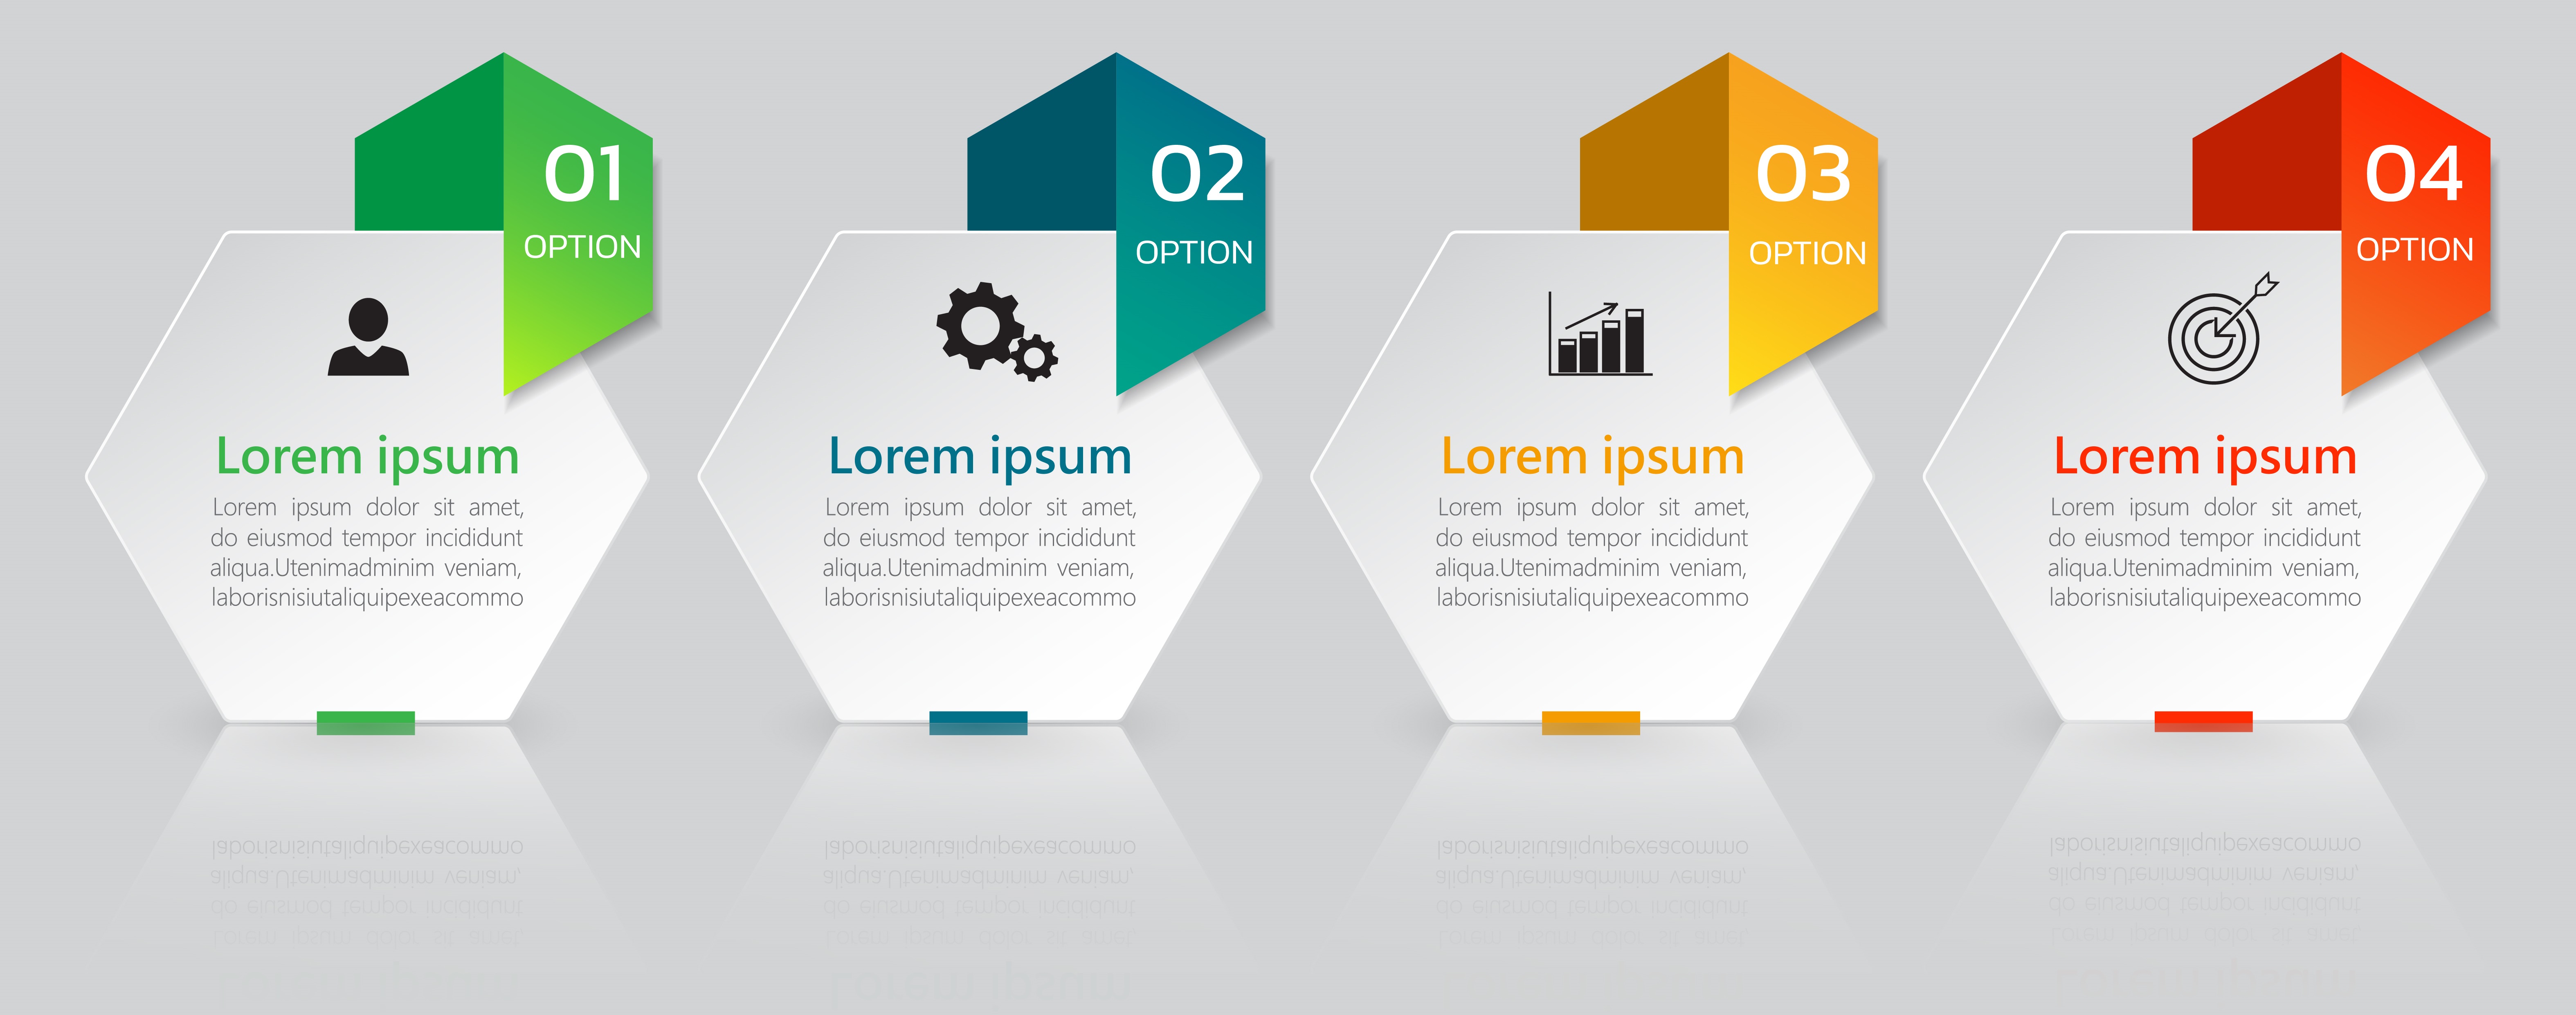 01
OPTION
Lorem ipsum
Lorem ipsum dolor sit amet,
do eiusmod tempor incididunt
aliqua.Utenimadminim veniam,
laborisnisiutaliquipexeacommo
02
OPTION
Lorem ipsum
Lorem ipsum dolor sit amet,
do eiusmod tempor incididunt
aliqua.Utenimadminim veniam,
laborisnisiutaliquipexeacommo
03
OPTION
Lorem ipsum
Lorem ipsum dolor sit amet,
do eiusmod tempor incididunt
aliqua.Utenimadminim veniam,
laborisnisiutaliquipexeacommo
04
OPTION
Lorem ipsum
Lorem ipsum dolor sit amet,
do eiusmod tempor incididunt
aliqua.Utenimadminim veniam,
laborisnisiutaliquipexeacommo